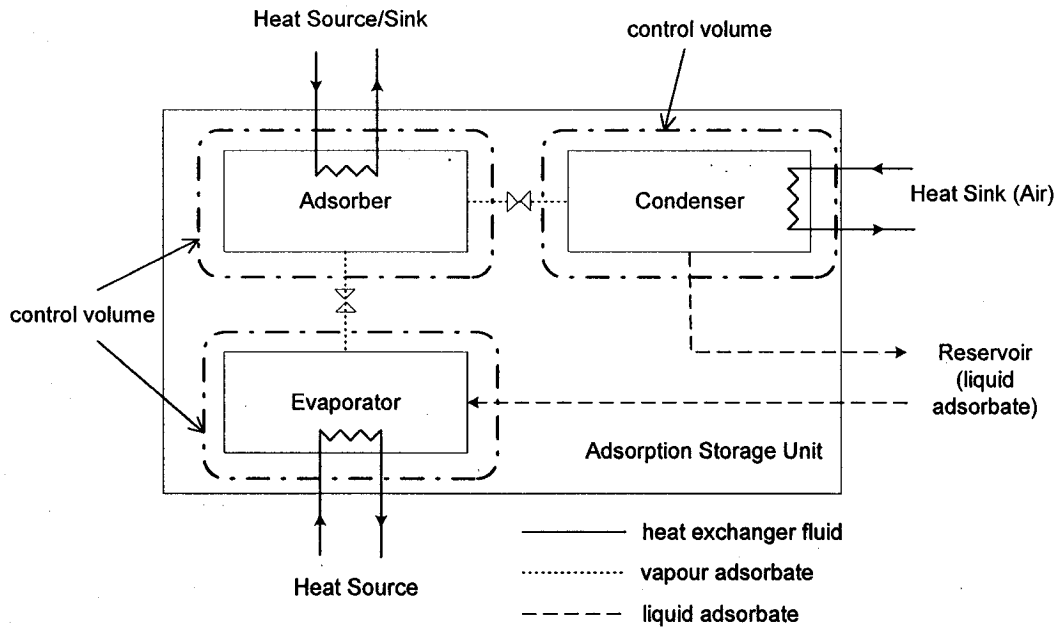 Heat Source/Sink
control volume
Adsorber
Condenser
Heat Sink (Air)
control volume
Reservoir
(liquid
adsorbate)
Evaporator
Adsorption Storage Unit
heat exchanger fluid
Heat Source
vapour adsorbate
liquid adsorbate